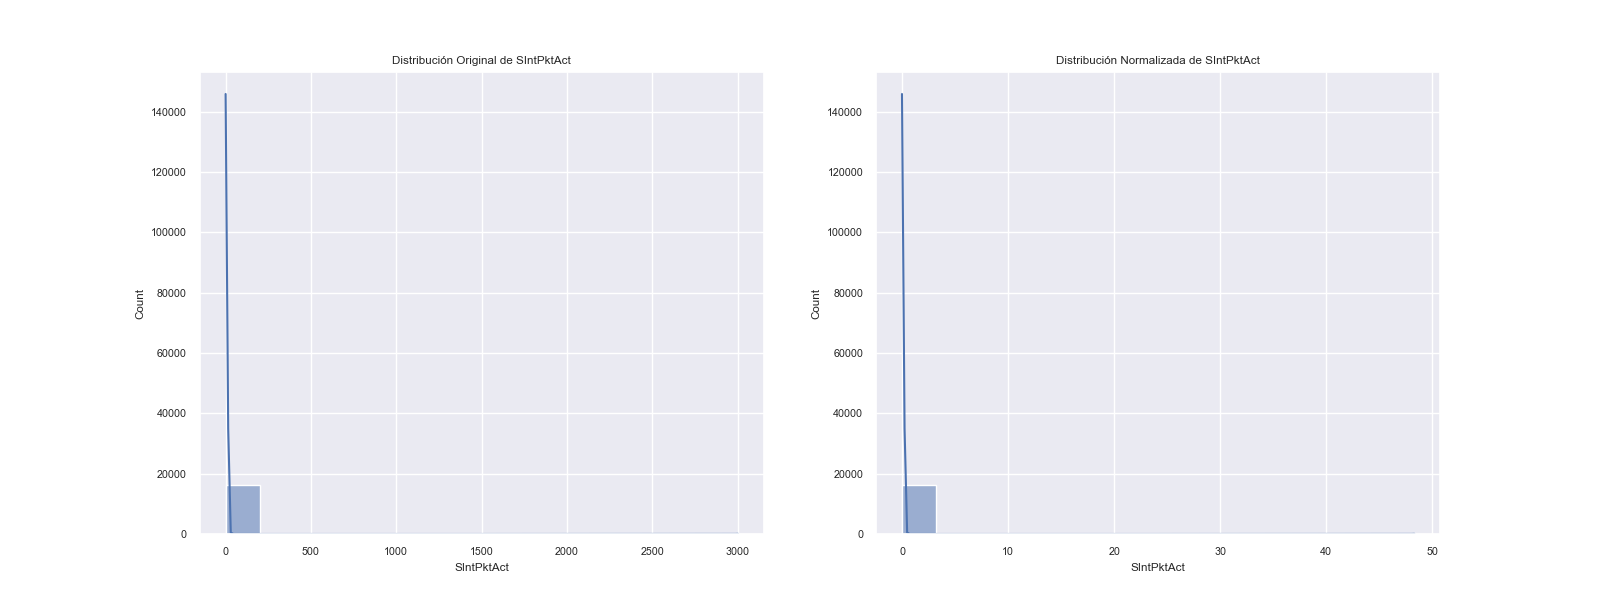 Distribución Original de SIntPktAct
140000
120000
100000
80000
60000
40000
20000
0
Count
0 500 1000 1500 2000 2500 3000
SIntPktAct
Distribución Normalizada de SIntPktAct
140000
120000
100000
80000
60000
40000
20000
0
Count
0 10 20 30 40 50
SIntPktAct